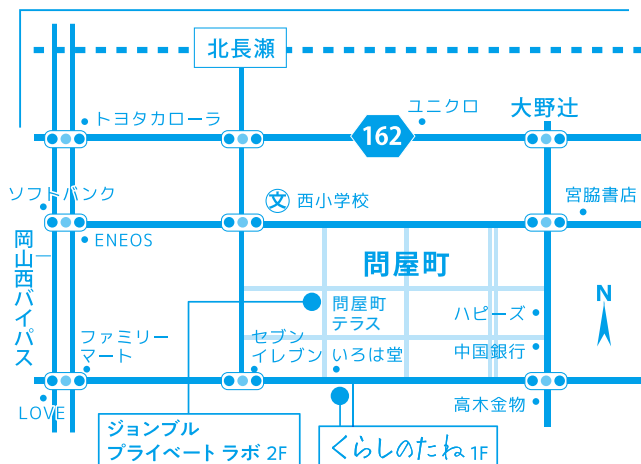 北長瀬
ユニクロ
大野辻
トヨタカローラ
162
ソフトバンク
文
西小学校
宮脇書店
ENEOS
岡山西バイパス
問屋町
N
問屋町
テラス
ハピーズ
ファミリー
マート
セブン
イレブン
いろは堂
中国銀行
LOVE
高木金物
ジョンブル
プライベート ラボ 2F
くらしのたね 1F